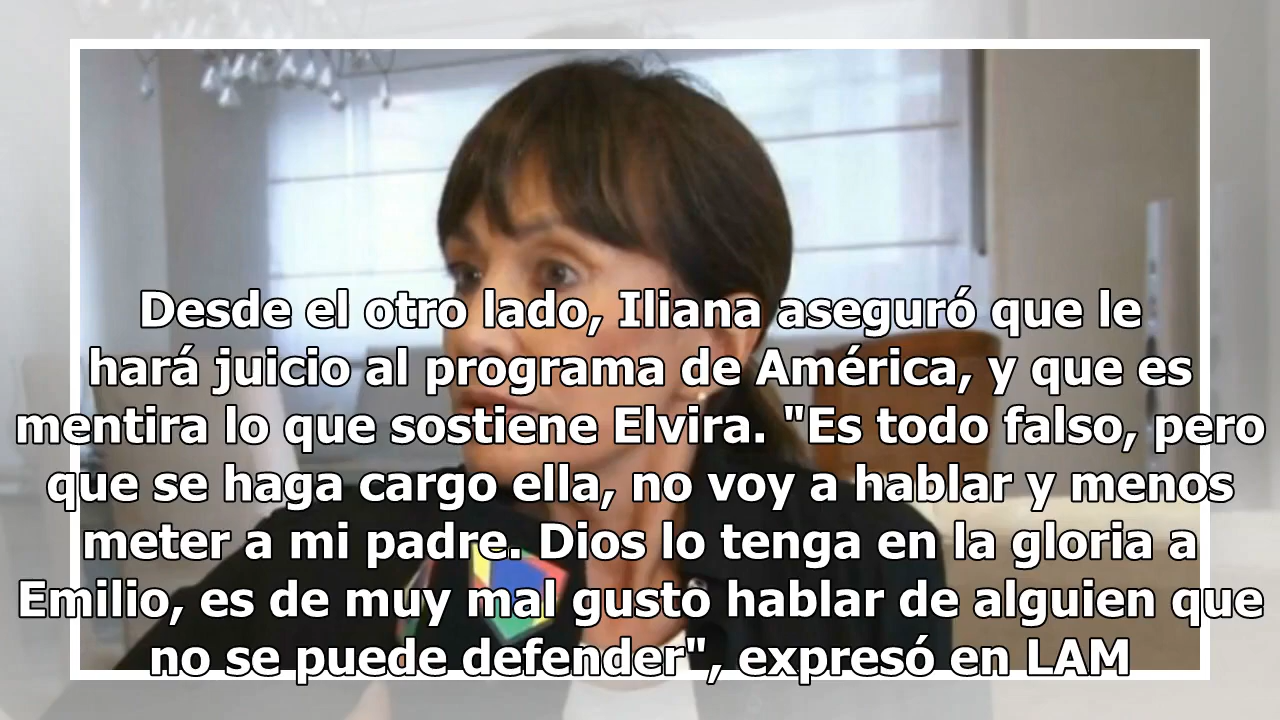 Desde el otro lado, Iliana aseguró que le
hará juicio al programa de América, y que es
mentira lo que sostiene Elvira. "Es todo falso, pero
que se haga cargo ella, no voy a hablar y menos
meter a mi padre. Dios lo tenga en la gloria a
Emilio, es de muy mal gusto hablar de alguien que
no se puede defender", expresó en LAM